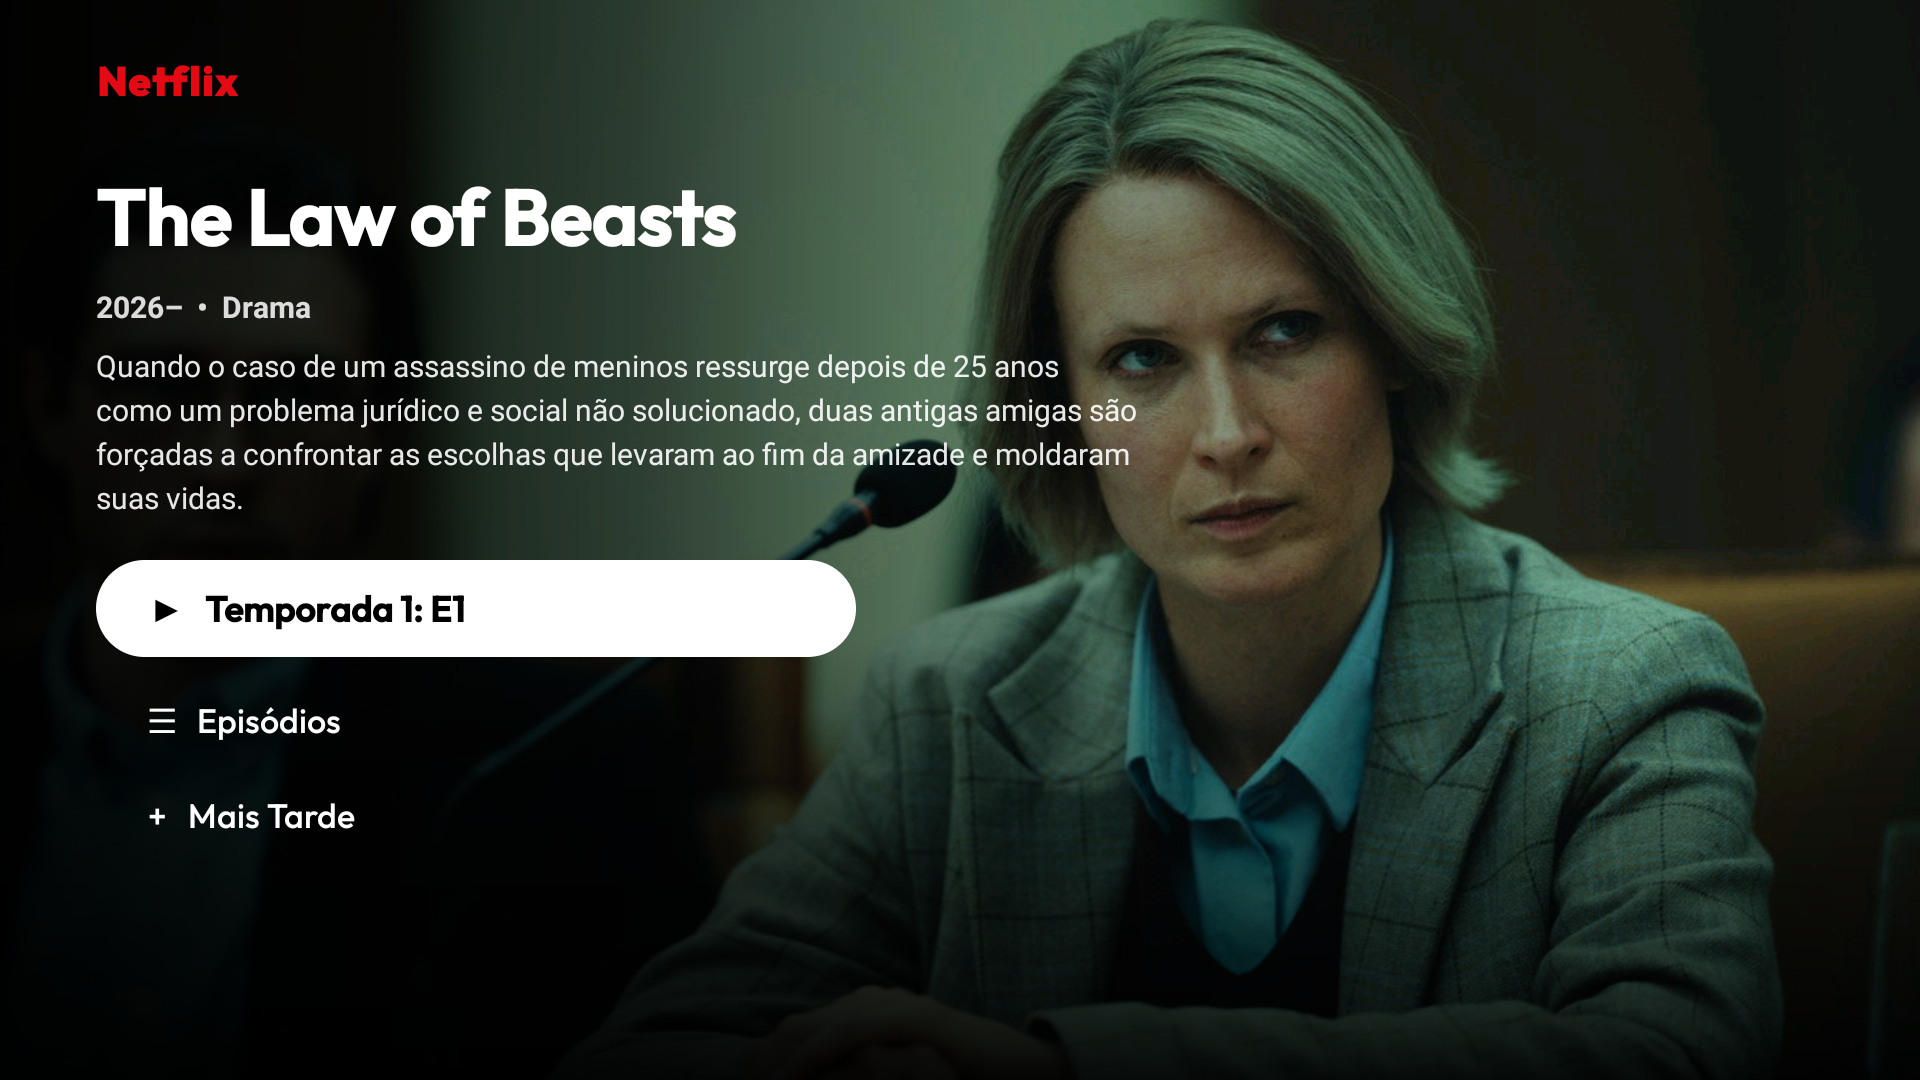 Netflix
The Law of Beasts
2026– • Drama
Quando o caso de um assassino de meninos ressurge depois de 25 anos
como um problema jurídico e social não solucionado, duas antigas amigas são
forçadas a confrontar as escolhas que levaram ao fim da amizade e moldaram
suas vidas.
▶ Temporada 1: E1
☰ Episódios
+ Mais Tarde